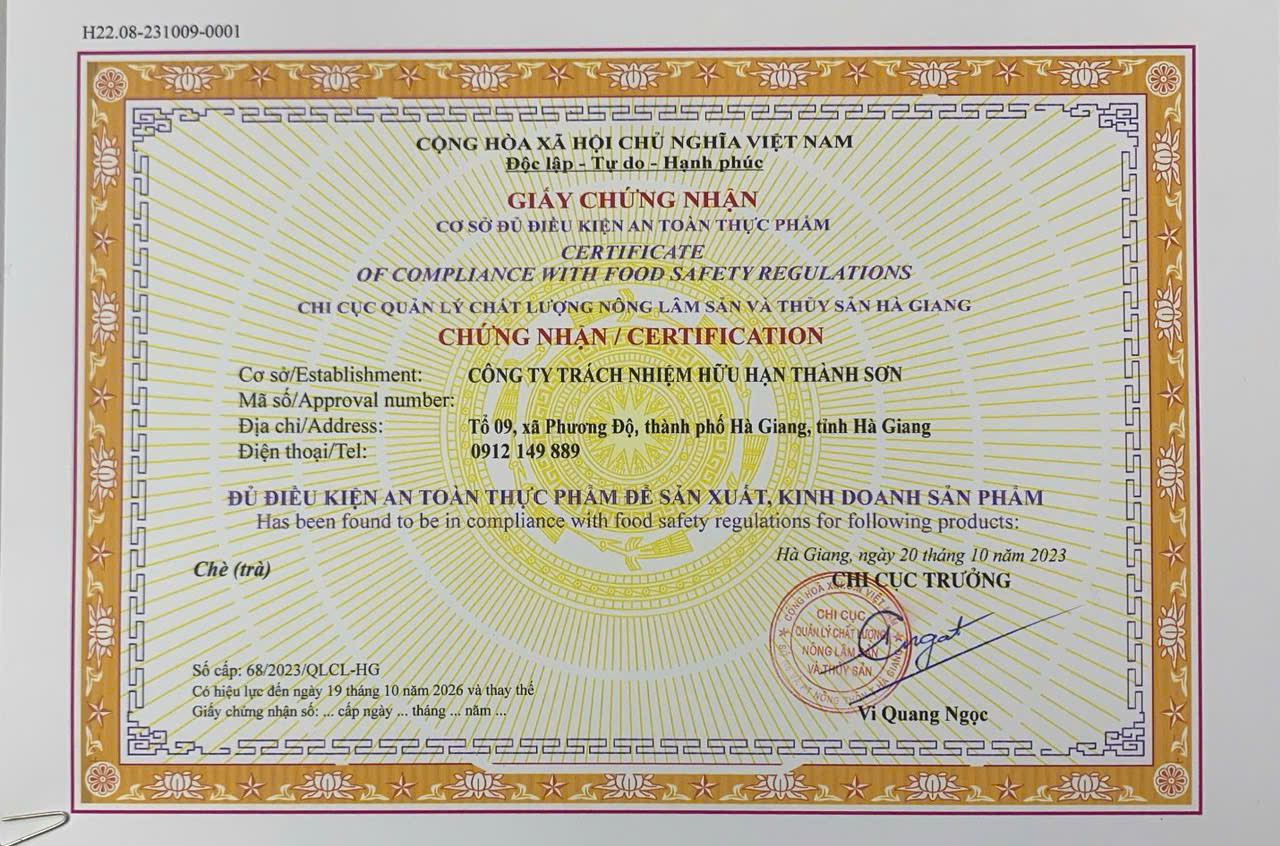 H22.08-231009-0001
CỘNG HÒA XÃ HỘI CHỦ NGHĨA VIỆT NAM
Độc lập - Tự do - Hạnh phúc
GIẤY CHỨNG NHẬN
CƠ SỞ ĐỦ ĐIỀU KIỆN AN TOÀN THỰC PHẨM
CERTIFICATE
OF COMPLIANCE WITH FOOD SAFETY REGULATIONS
CHI CỤC QUẢN LÝ CHẤT LƯỢNG NÔNG LÂM SẢN VÀ THỦY SẢN HÀ GIANG
CHỨNG NHẬN / CERTIFICATION
Cơ sở/Establishment: CÔNG TY TRÁCH NHIỆM HỮU HẠN THÀNH SƠN
Mã số/Approval number:
Địa chỉ/Address: Tổ 09, xã Phương Độ, thành phố Hà Giang, tỉnh Hà Giang
Điện thoại/Tel: 0912 149 889
ĐỦ ĐIỀU KIỆN AN TOÀN THỰC PHẨM ĐỂ SẢN XUẤT, KINH DOANH SẢN PHẨM
Has been found to be in compliance with food safety regulations for following products:
Hà Giang, ngày 20 tháng 10 năm 2023
Chè (trà)
CHI CỤC TRƯỞNG
CHI CỤC
QUẢN LÝ CHẤT LƯỢNG
NÔNG LÂM SẢN
VÀ THỦY SẢN
Số cấp: 68/2023/QLCL-HG
Có hiệu lực đến ngày 19 tháng 10 năm 2026 và thay thế
Giấy chứng nhận số: ... cấp ngày ... tháng ... năm ...
Vi Quang Ngọc